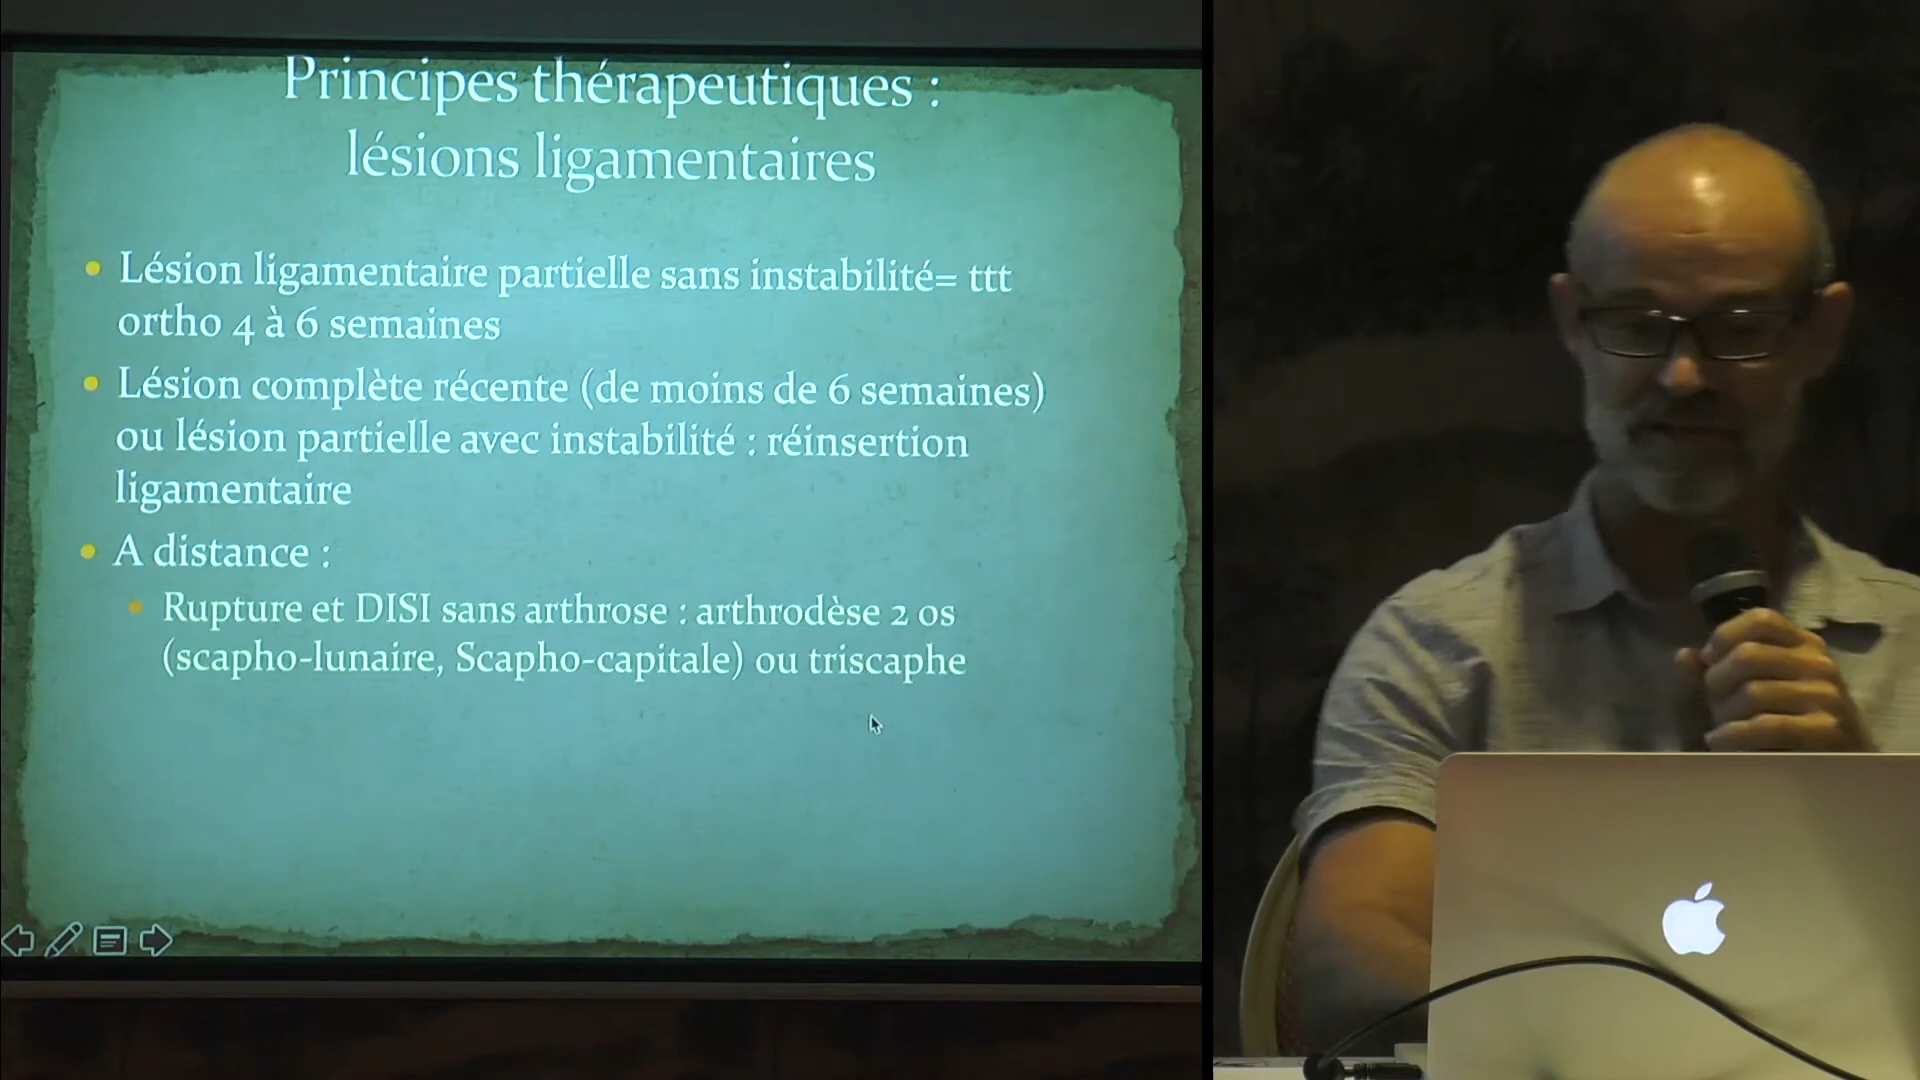 Principes thérapeutiques :
lésions ligamentaires
Lésion ligamentaire partielle sans instabilité= ttt
ortho 4 à 6 semaines
Lésion complète récente (de moins de 6 semaines)
ou lésion partielle avec instabilité : réinsertion
ligamentaire
A distance :
Rupture et DISI sans arthrose : arthrodèse 2 os
(scapho-lunaire, Scapho-capitale) ou triscaphe